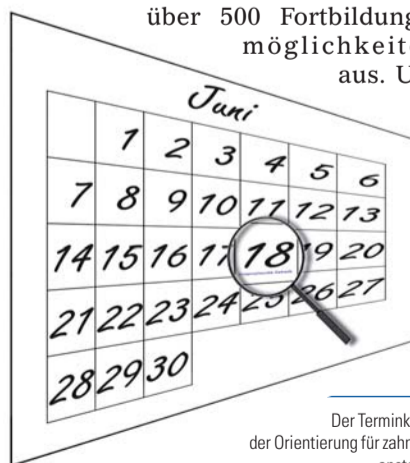 über 500 Fortbildung
möglichkeite
aus. U
Juni
1 2 3 4 5 6
7 8 9 10 11 12 13
14 15 16 17 18 19 20
21 22 23 24 25 26 27
28 29 30
Der Termink
der Orientierung für zahr